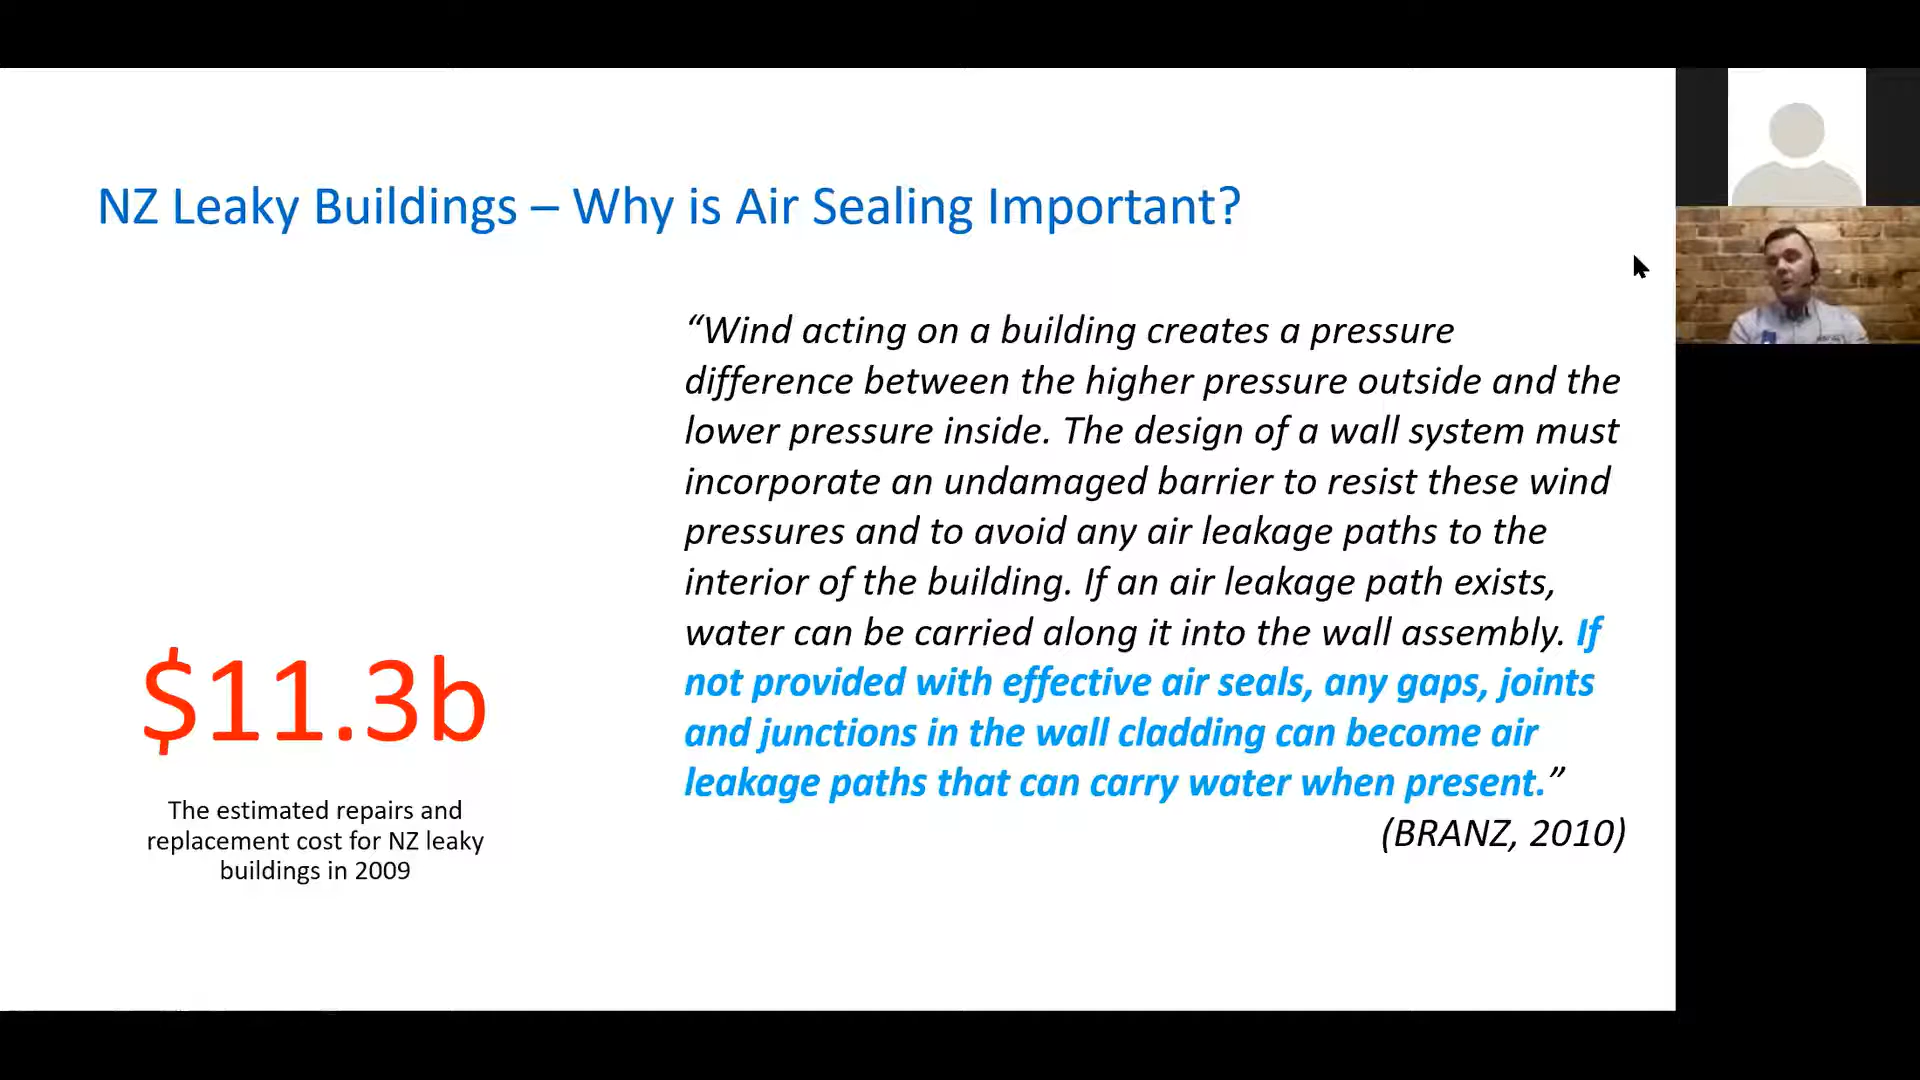 NZ Leaky Buildings – Why is Air Sealing Important?
“Wind acting on a building creates a pressure
difference between the higher pressure outside and the
lower pressure inside. The design of a wall system must
incorporate an undamaged barrier to resist these wind
pressures and to avoid any air leakage paths to the
interior of the building. If an air leakage path exists,
water can be carried along it into the wall assembly. If
not provided with effective air seals, any gaps, joints
and junctions in the wall cladding can become air
leakage paths that can carry water when present.”
(BRANZ, 2010)
$11.3b
The estimated repairs and
replacement cost for NZ leaky
buildings in 2009